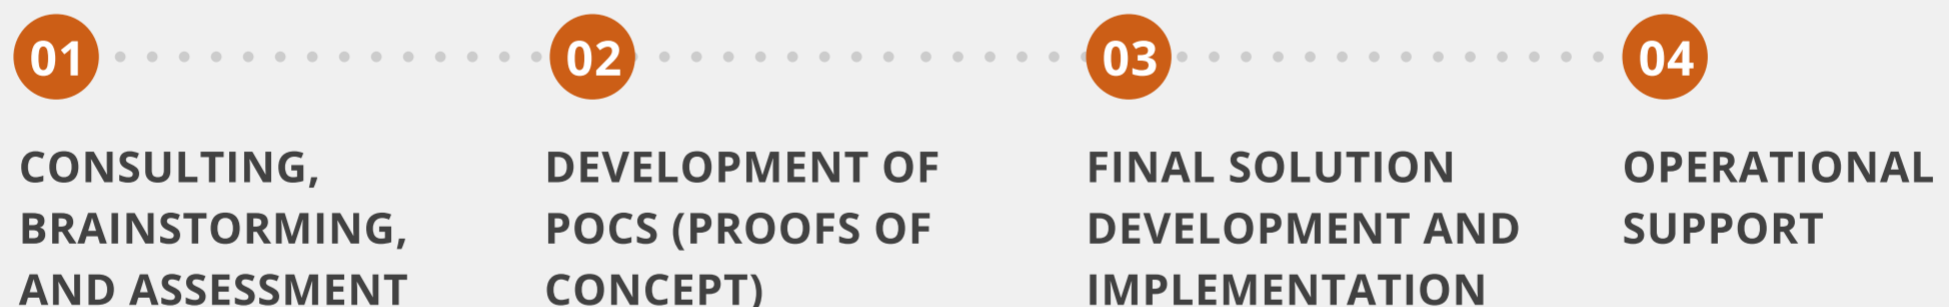 01
CONSULTING,
BRAINSTORMING,
AND ASSESSMENT
02
DEVELOPMENT OF
POCS (PROOFS OF
CONCEPT)
03
FINAL SOLUTION
DEVELOPMENT AND
IMPLEMENTATION
04
OPERATIONAL
SUPPORT